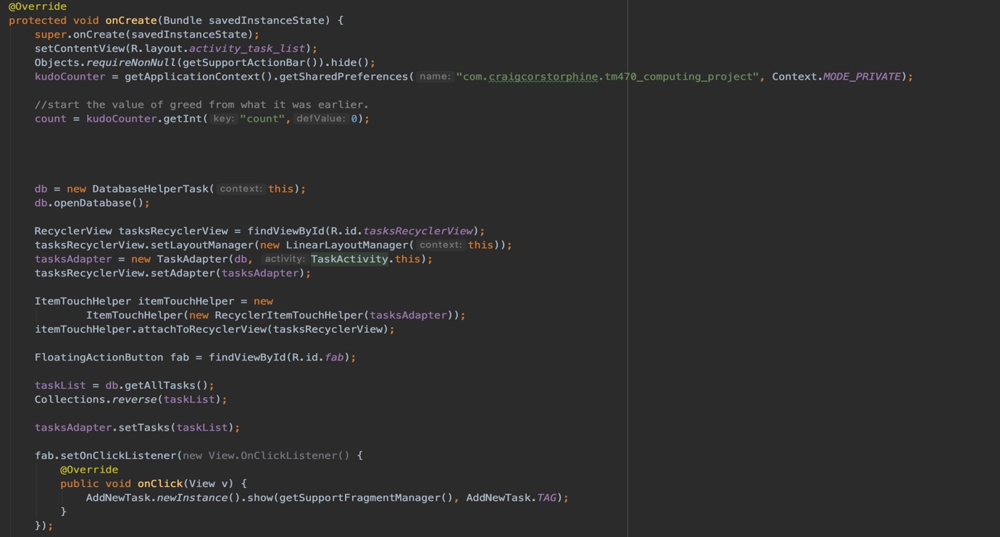 @Override
protected void onCreate(Bundle savedInstanceState) {
super.onCreate(savedInstanceState);
setContentView(R.layout.activity_task_list);
Objects.requireNonNull(getSupportActionBar()).hide();
kudoCounter = getApplicationContext().getSharedPreferences( name: "com.craigcorstorphine.tm470_computing_project", Context.MODE_PRIVATE);
//start the value of greed from what it was earlier.
count = kudoCounter.getInt( key: "count", defValue: 0);
db = new DatabaseHelperTask( context: this);
db.openDatabase();
RecyclerView tasksRecyclerView = findViewById(R.id.tasksRecyclerView);
tasksRecyclerView.setLayoutManager(new LinearLayoutManager( context: this));
tasksAdapter = new TaskAdapter(db, activity: TaskActivity.this);
tasksRecyclerView.setAdapter(tasksAdapter);
ItemTouchHelper itemTouchHelper = new
ItemTouchHelper(new RecyclerItemTouchHelper(tasksAdapter));
itemTouchHelper.attachToRecyclerView(tasksRecyclerView);
FloatingActionButton fab = findViewById(R.id.fab);
taskList = db.getAllTasks();
Collections.reverse(taskList);
tasksAdapter.setTasks(taskList);
fab.setOnClickListener(new View.OnClickListener() {
@Override
public void onClick(View v) {
AddNewTask.newInstance().show(getSupportFragmentManager(), AddNewTask.TAG);
}
});